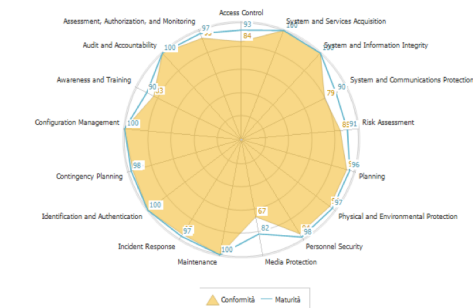 Access Control
Assessment, Authorization, and Monitoring
System and Services Acquisition
97
93
100
84
Audit and Accountability
100
System and Information Integrity
Awareness and Training
90
90
System and Communications Protection
79
Configuration Management
100
91
Risk Assessment
Contingency Planning
98
96
Planning
Identification and Authentication
100
97
Physical and Environmental Protection
67
Incident Response
97
82
98
Personnel Security
Maintenance
100
Media Protection
Conformità
Maturità